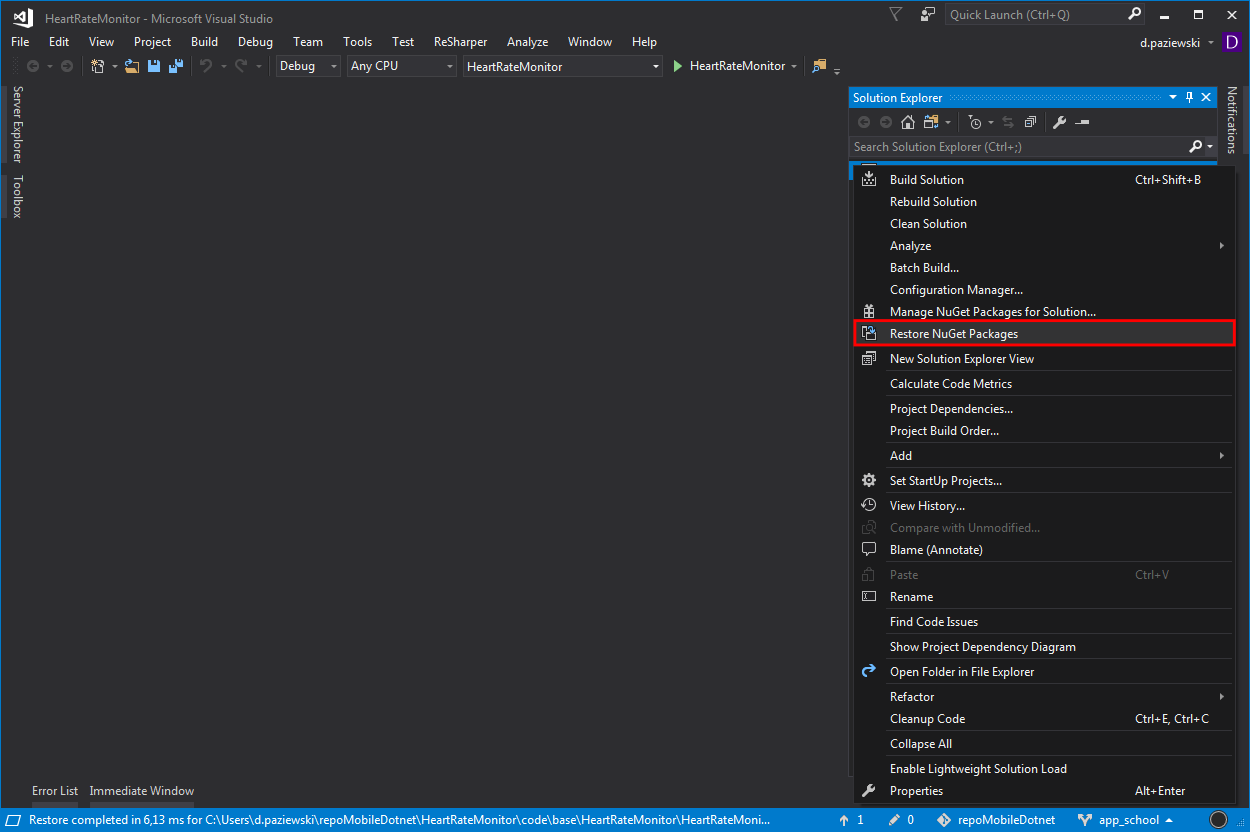 HeartRateMonitor - Microsoft Visual Studio
Quick Launch (Ctrl+Q)
File Edit View Project Build Debug Team Tools Test ReSharper Analyze Window Help
d.paziewski D
Debug Any CPU HeartRateMonitor HeartRateMonitor
Server Explorer
Toolbox
Solution Explorer
Notifications
Search Solution Explorer (Ctrl+;)
Build Solution Ctrl+Shift+B
Rebuild Solution
Clean Solution
Analyze
Batch Build...
Configuration Manager...
Manage NuGet Packages for Solution...
Restore NuGet Packages
New Solution Explorer View
Calculate Code Metrics
Project Dependencies...
Project Build Order...
Add
Set StartUp Projects...
View History...
Compare with Unmodified...
Blame (Annotate)
Paste Ctrl+V
Rename
Find Code Issues
Show Project Dependency Diagram
Open Folder in File Explorer
Refactor
Cleanup Code Ctrl+E, Ctrl+C
Collapse All
Enable Lightweight Solution Load
Properties Alt+Enter
Error List Immediate Window
Restore completed in 6,13 ms for C:\Users\d.paziewski\repoMobileDotnet\HeartRateMonitor\code\base\HeartRateMonitor\HeartRateMoni... 1 0 repoMobileDotnet app_school